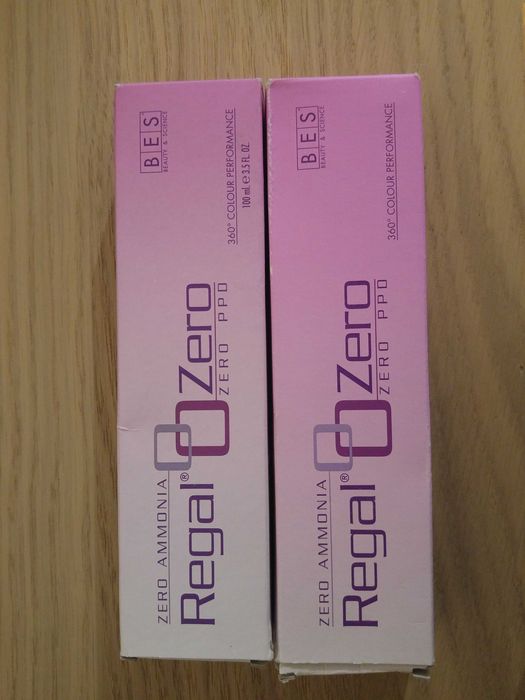 BES
BEAUTY & SCIENCE
360° COLOUR PERFORMANCE
100 ml. ℮ 3.5 FL. OZ.
ZERO AMMONIA
Regal® Zero
ZERO PPD
BES
BEAUTY & SCIENCE
360° COLOUR PERFORMANCE
ZERO AMMONIA
Regal® Zero
ZERO PPD